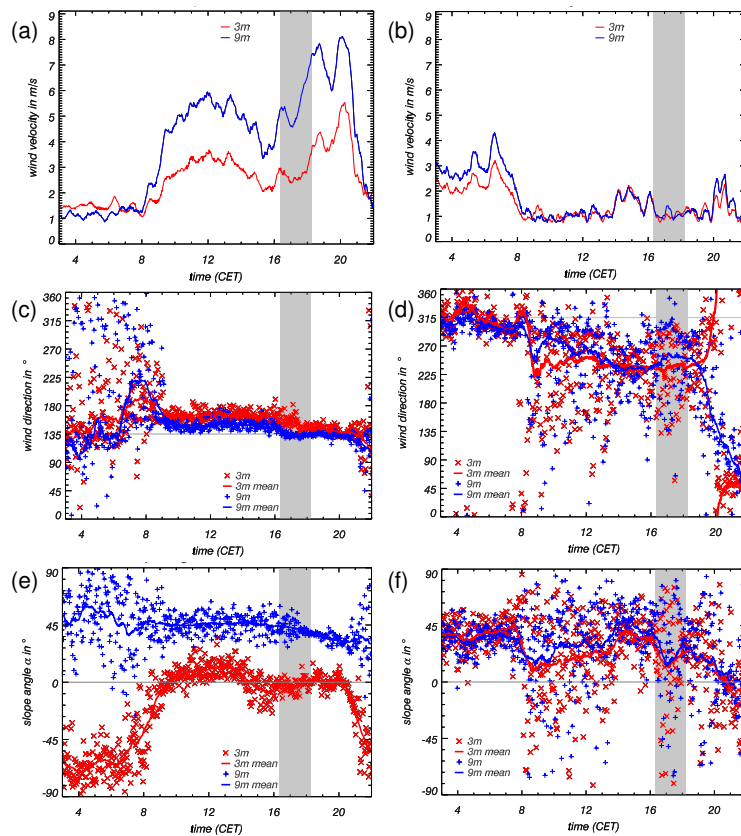 (a)
9
8
7
6
5
4
3
2
1
0
wind velocity in m/s
3m
9m
4 8 12 16 20
time (CET)
(b)
9
8
7
6
5
4
3
2
1
0
wind velocity in m/s
3m
9m
4 8 12 16 20
time (CET)
(c)
360
315
270
225
180
135
90
45
0
wind direction in °
3m
3m mean
9m
9m mean
4 8 12 16 20
time (CET)
(d)
360
315
270
225
180
135
90
45
0
wind direction in °
3m
3m mean
9m
9m mean
4 8 12 16 20
time (CET)
(e)
90
45
0
-45
-90
slope angle α in °
3m
3m mean
9m
9m mean
4 8 12 16 20
time (CET)
(f)
90
45
0
-45
-90
slope angle α in °
3m
3m mean
9m
9m mean
4 8 12 16 20
time (CET)